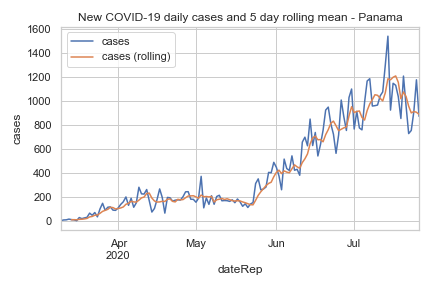 New COVID-19 daily cases and 5 day rolling mean - Panama
cases
cases (rolling)
1600
1400
1200
1000
800
600
400
200
0
cases
Apr
2020
May
Jun
Jul
dateRep